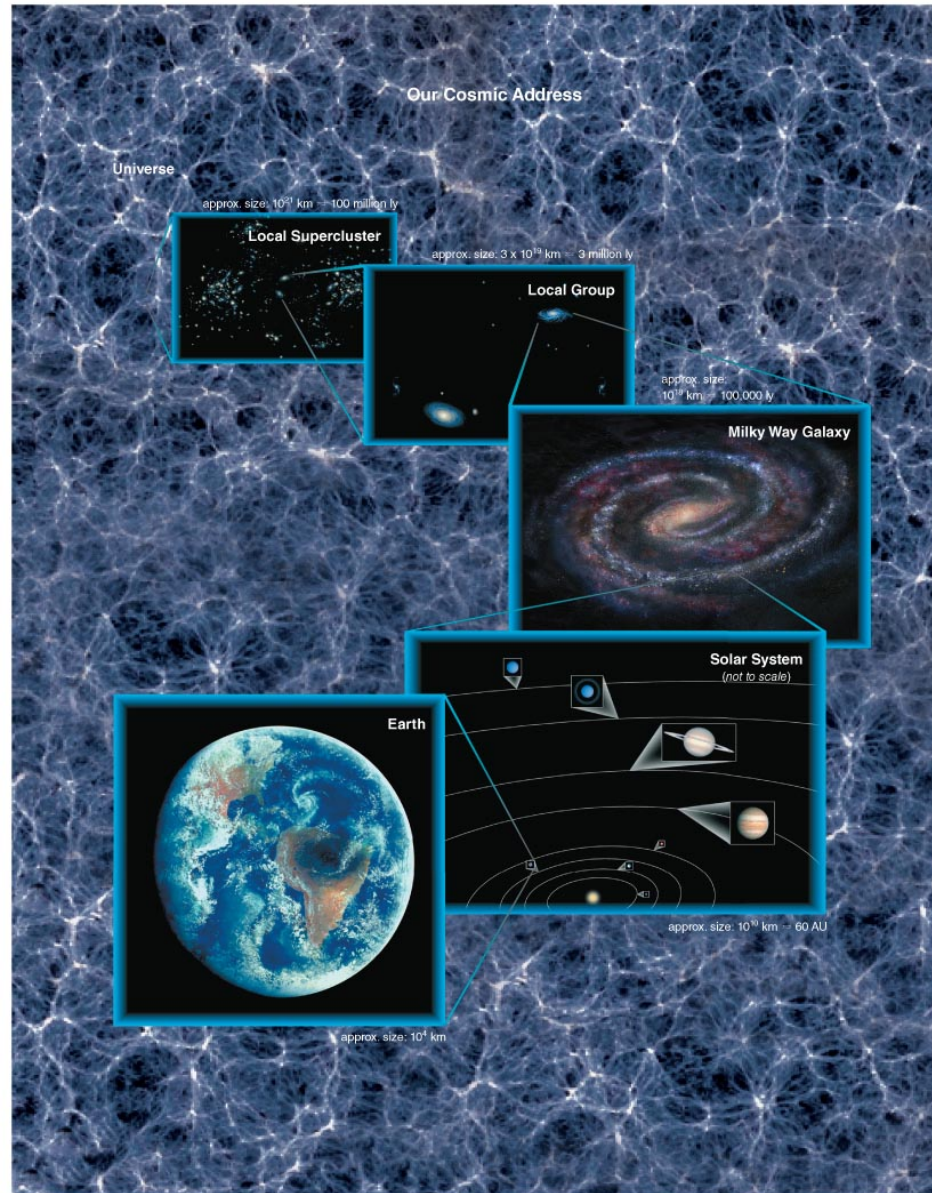 Our Cosmic Address
Universe
approx. size: 10²¹ km — 100 million ly
Local Supercluster
approx. size: 3 x 10¹⁹ km — 3 million ly
Local Group
approx. size:
10¹⁸ km — 100,000 ly
Milky Way Galaxy
Solar System
(not to scale)
Earth
approx. size: 10¹⁰ km — 60 AU
approx. size: 10⁴ km